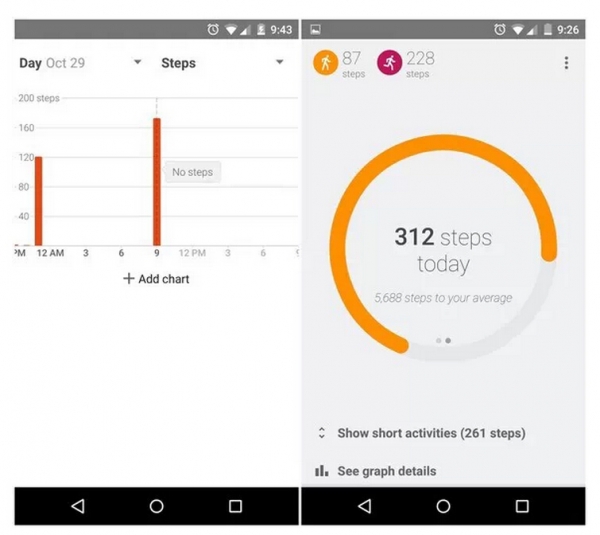 9:43
Day Oct 29
Steps
200 steps
160
120
80
40
No steps
PM 12 AM 3 6 9 12 PM 3 6 9
+ Add chart
9:26
87 steps
228 steps
312 steps
today
5,688 steps to your average
Show short activities (261 steps)
See graph details